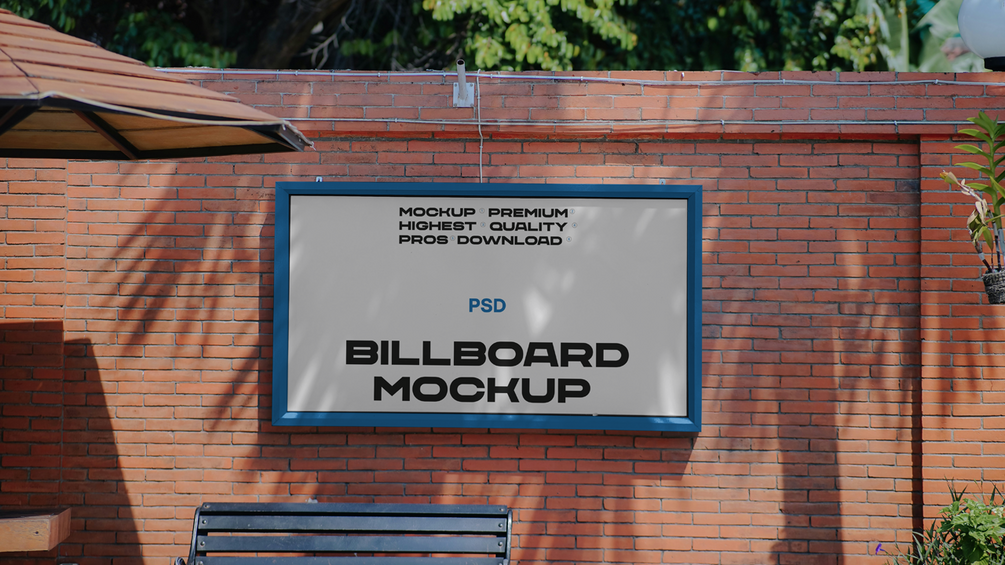 MOCKUP PREMIUM
HIGHEST QUALITY
PROS DOWNLOAD
PSD
BILLBOARD
MOCKUP